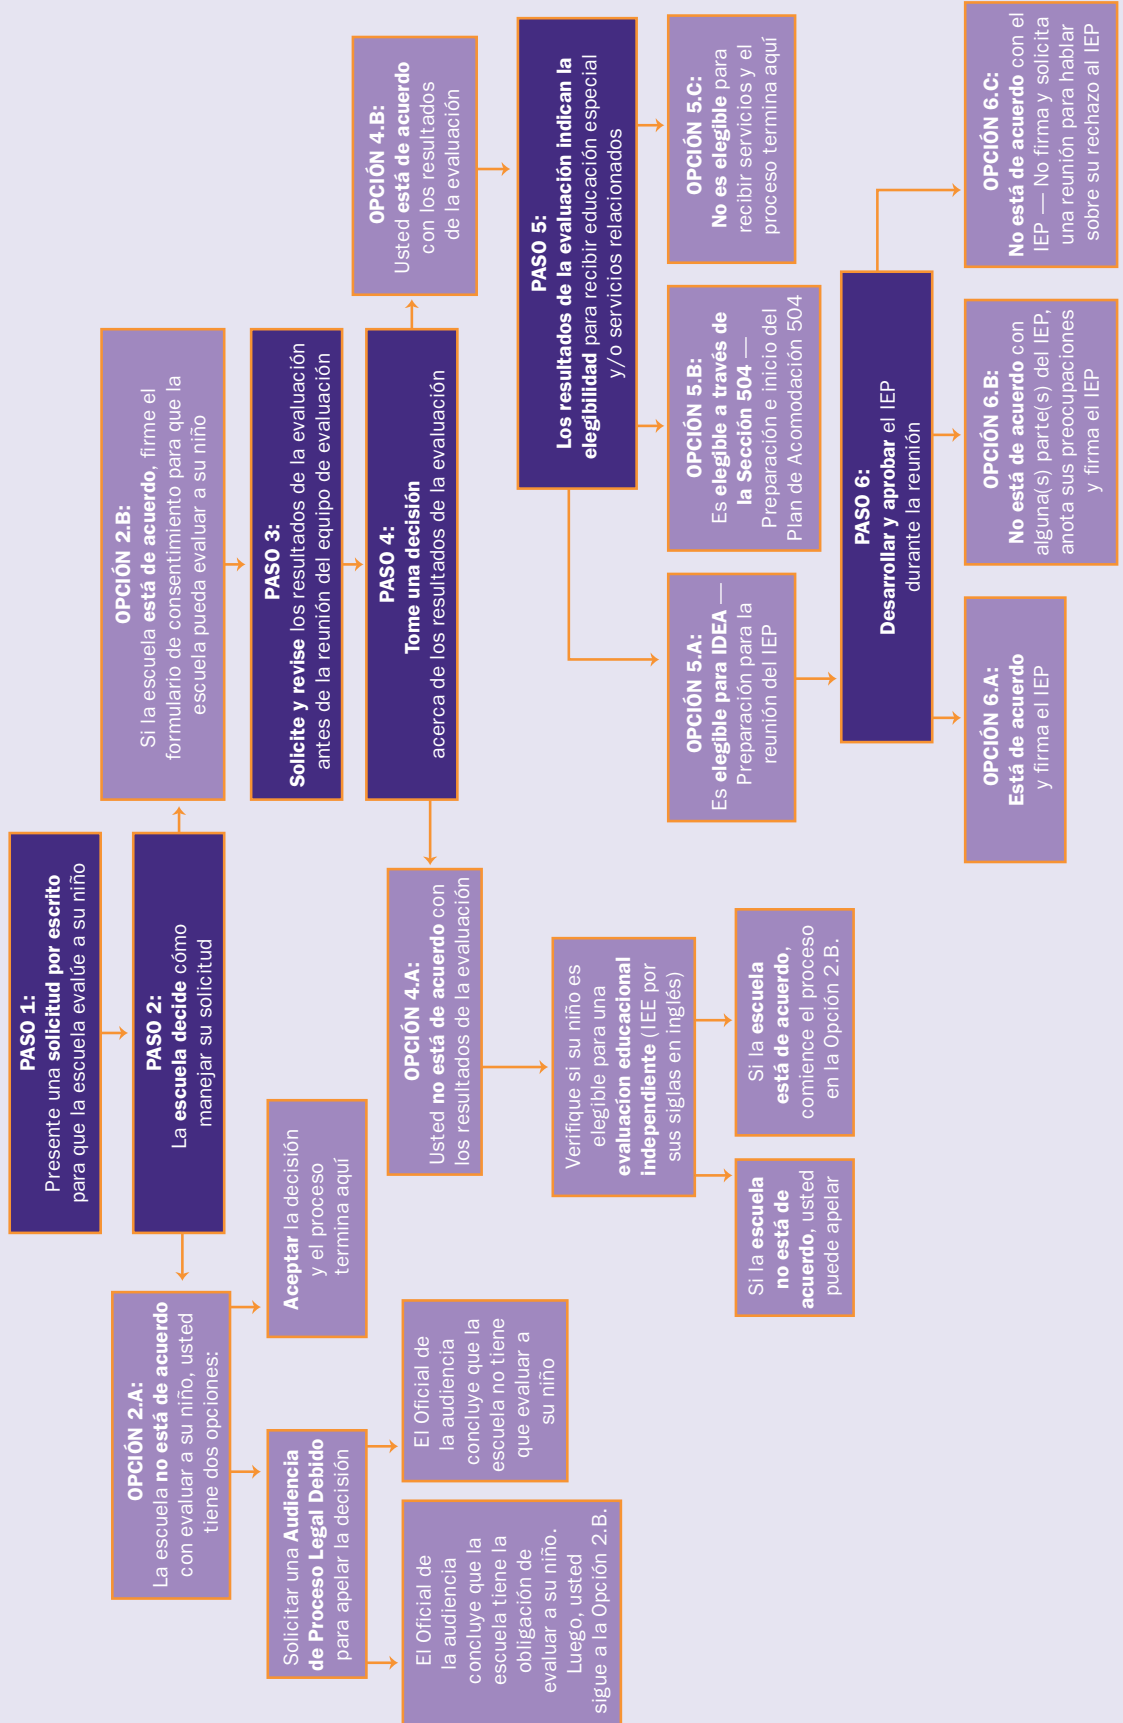 PASO 1:
Presente una solicitud por escrito
para que la escuela evalúe a su niño
PASO 2:
La escuela decide cómo
manejar su solicitud
OPCIÓN 2.A:
La escuela no está de acuerdo
con evaluar a su niño, usted
tiene dos opciones:
Solicitar una Audiencia
de Proceso Legal Debido
para apelar la decisión
Aceptar la decisión
y el proceso
termina aquí
El Oficial de
la audiencia
concluye que la
escuela tiene la
obligación de
evaluar a su niño.
Luego, usted
sigue a la Opción 2.B.
El Oficial de
la audiencia
concluye que la
escuela no tiene
que evaluar a
su niño
OPCIÓN 2.B:
Si la escuela está de acuerdo, firme el
formulario de consentimiento para que la
escuela pueda evaluar a su niño
PASO 3:
Solicite y revise los resultados de la evaluación
antes de la reunión del equipo de evaluación
PASO 4:
Tome una decisión
acerca de los resultados de la evaluación
OPCIÓN 4.A:
Usted no está de acuerdo con
los resultados de la evaluación
Verifique si su niño es
elegible para una
evaluacíon educacional
independiente (IEE por
sus siglas en inglés)
Si la escuela
no está de
acuerdo, usted
puede apelar
Si la escuela
está de acuerdo,
comience el proceso
en la Opción 2.B.
OPCIÓN 4.B:
Usted está de acuerdo
con los resultados
de la evaluación
PASO 5:
Los resultados de la evaluación indican la
elegibilidad para recibir educación especial
y/o servicios relacionados
OPCIÓN 5.A:
Es elegible para IDEA —
Preparación para la
reunión del IEP
OPCIÓN 5.B:
Es elegible a través de
la Sección 504 —
Preparación e inicio del
Plan de Acomodación 504
OPCIÓN 5.C:
No es elegible para
recibir servicios y el
proceso termina aquí
PASO 6:
Desarrollar y aprobar el IEP
durante la reunión
OPCIÓN 6.A:
Está de acuerdo
y firma el IEP
OPCIÓN 6.B:
No está de acuerdo con
alguna(s) parte(s) del IEP,
anota sus preocupaciones
y firma el IEP
OPCIÓN 6.C:
No está de acuerdo con el
IEP — No firma y solicita
una reunión para hablar
sobre su rechazo al IEP